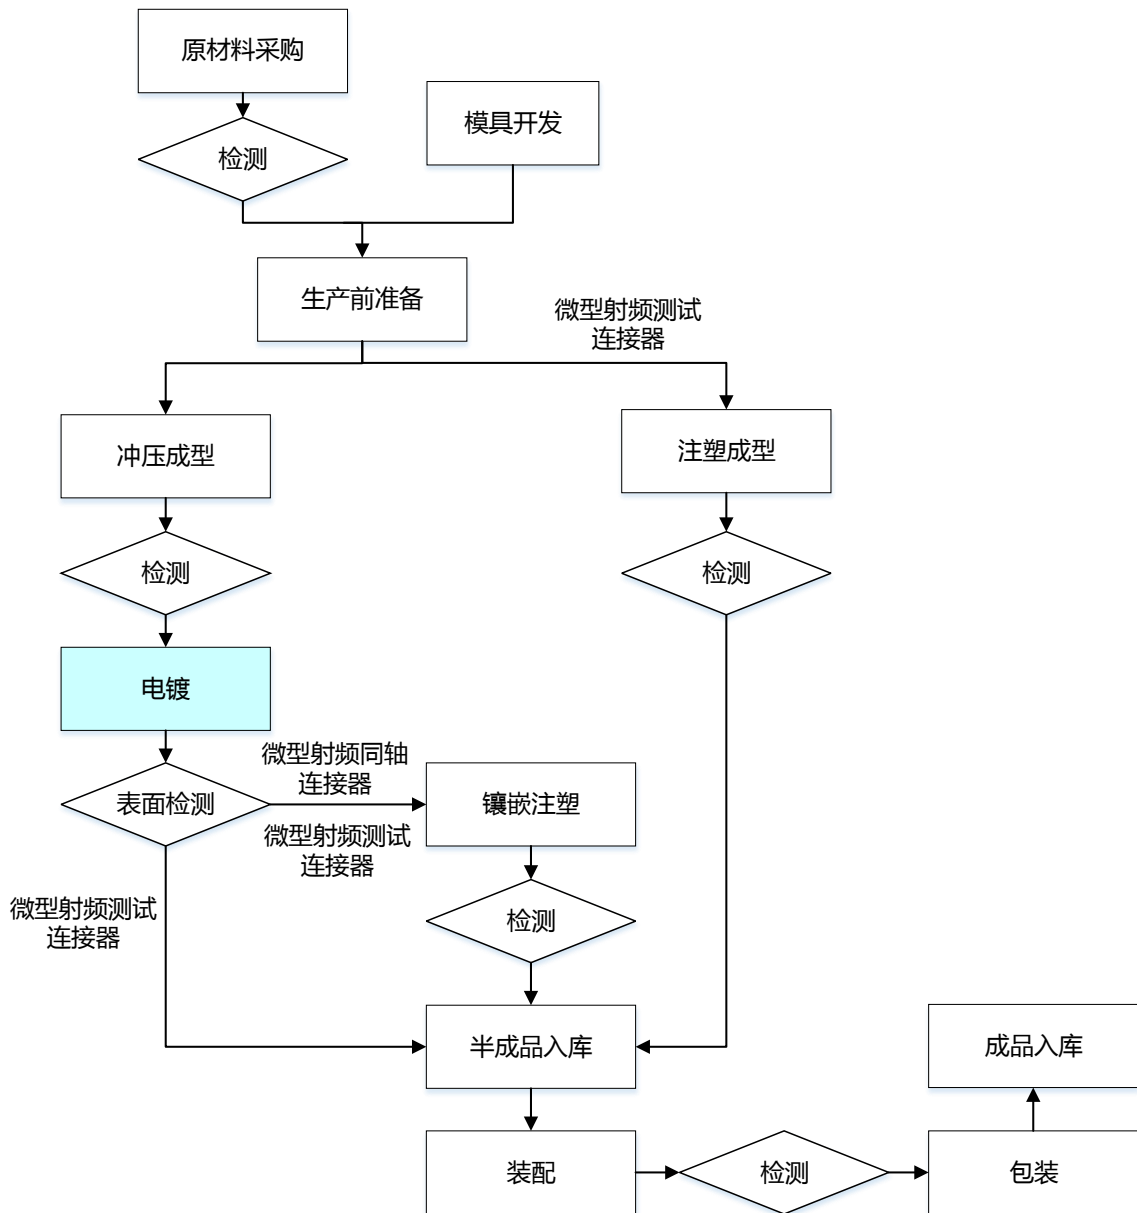 原材料采购
模具开发
检测
生产前准备
微型射频测试
连接器
冲压成型
注塑成型
检测
检测
电镀
微型射频同轴
连接器
表面检测
镶嵌注塑
微型射频测试
连接器
微型射频测试
连接器
检测
半成品入库
成品入库
装配
检测
包装